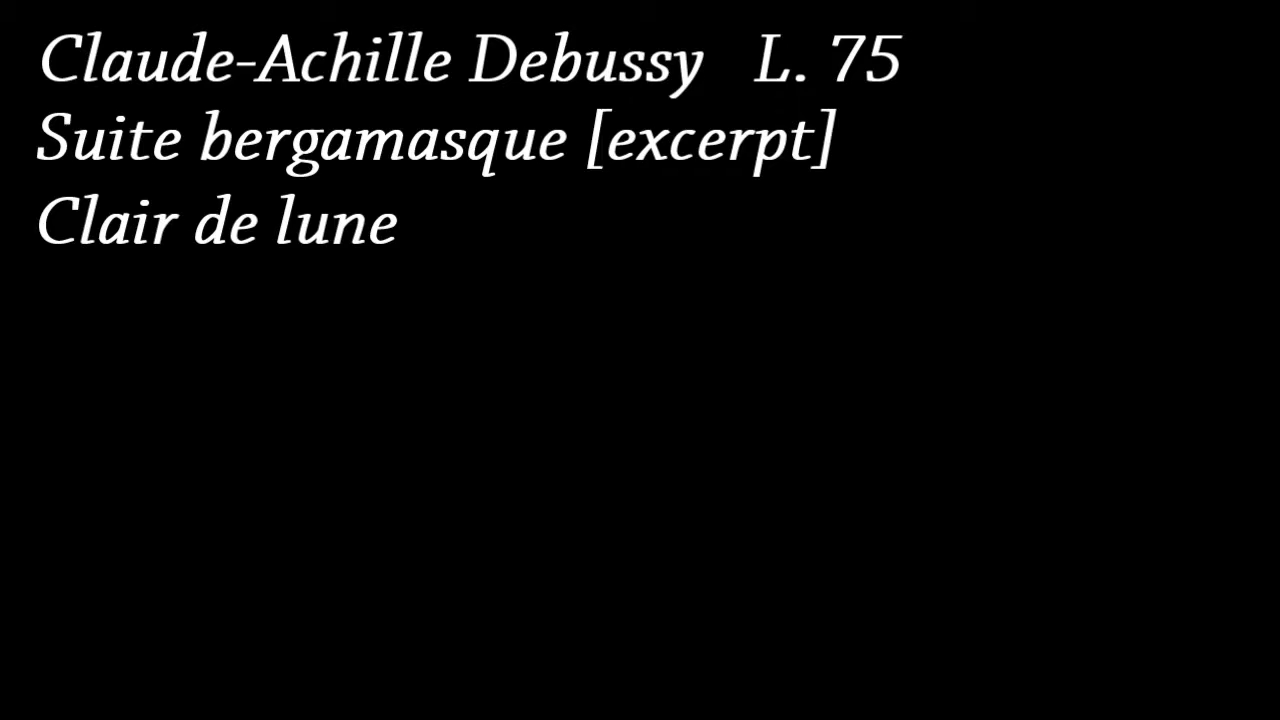 Claude-Achille Debussy L. 75
Suite bergamasque [excerpt]
Clair de lune